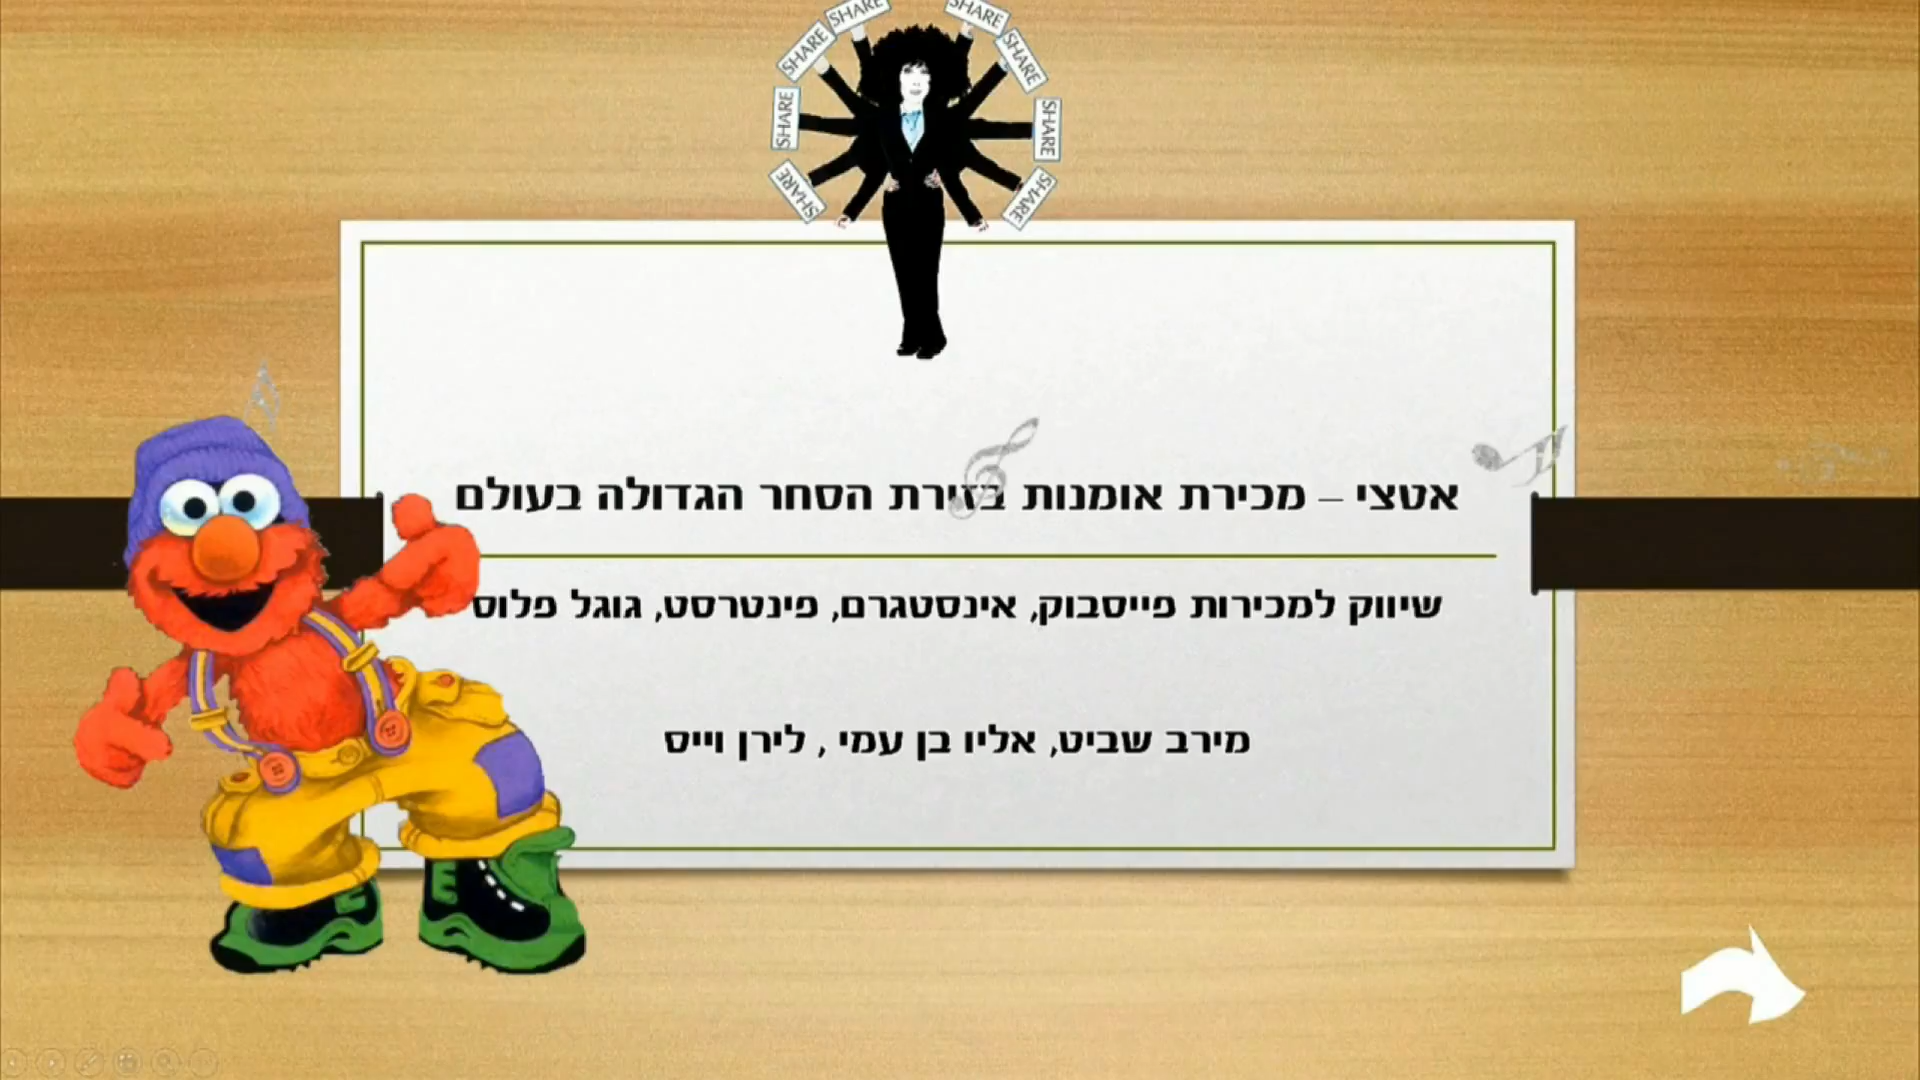 SHARE SHARE
SHARE SHARE
SHARE SHARE
SHARE SHARE
אטצי – מכירת אומנות בזירת הסחר הגדולה בעולם
שיווק למכירות פייסבוק, אינסטגרם, פינטרסט, גוגל פלוס
מירב שביט, אליו בן עמי , לירן וייס